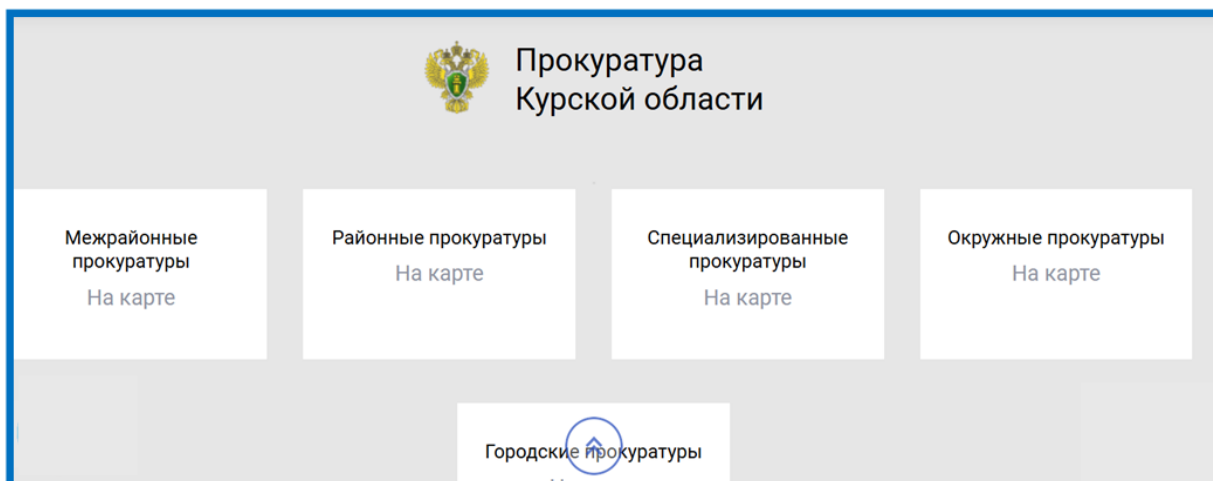 Прокуратура
Курской области
Межрайонные
прокуратуры
На карте
Районные прокуратуры
На карте
Специализированные
прокуратуры
На карте
Окружные прокуратуры
На карте
Городские прокуратуры